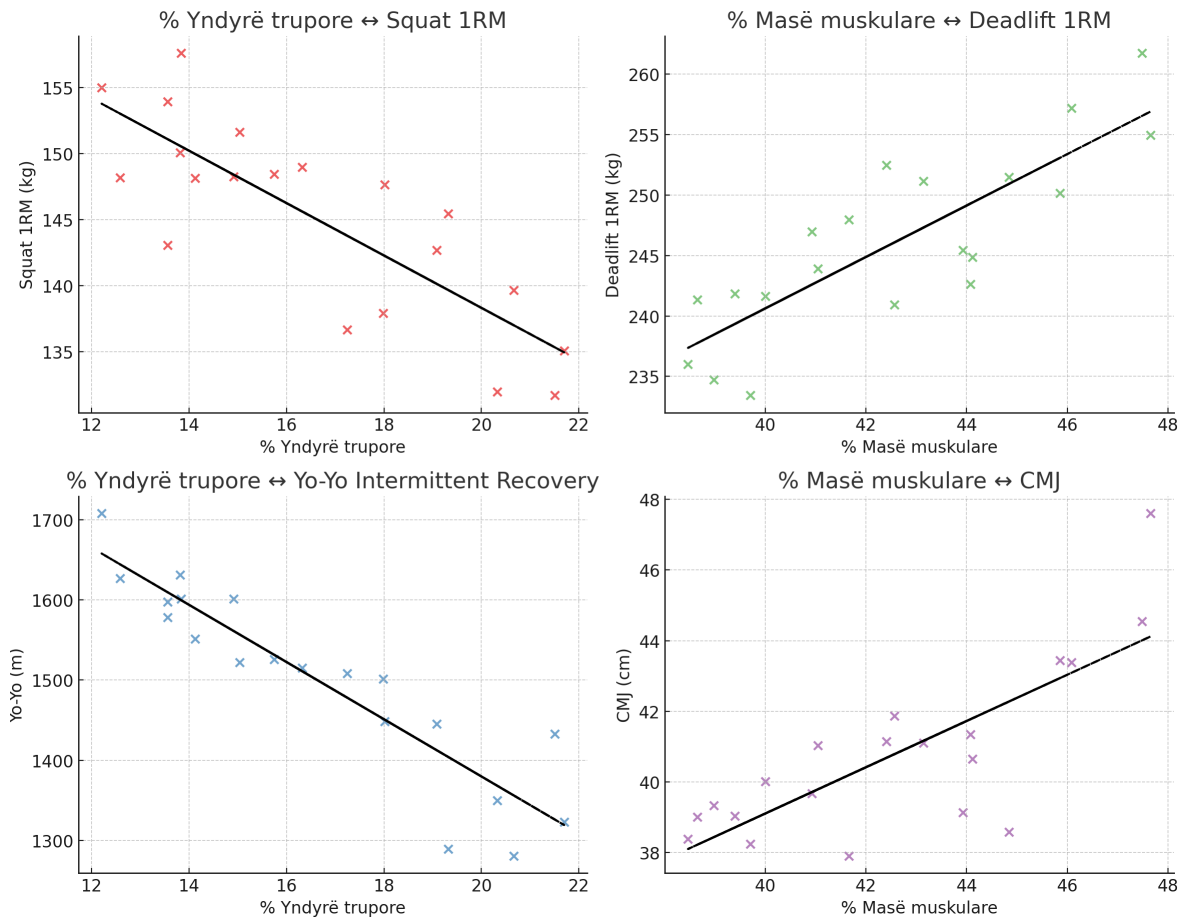 % Yndyrë trupore ↔ Squat 1RM
Squat 1RM (kg)
155
150
145
140
135
12 14 16 18 20 22
% Yndyrë trupore
% Masë muskulare ↔ Deadlift 1RM
Deadlift 1RM (kg)
260
255
250
245
240
235
40 42 44 46 48
% Masë muskulare
% Yndyrë trupore ↔ Yo-Yo Intermittent Recovery
Yo-Yo (m)
1700
1600
1500
1400
1300
12 14 16 18 20 22
% Yndyrë trupore
% Masë muskulare ↔ CMJ
CMJ (cm)
48
46
44
42
40
38
40 42 44 46 48
% Masë muskulare